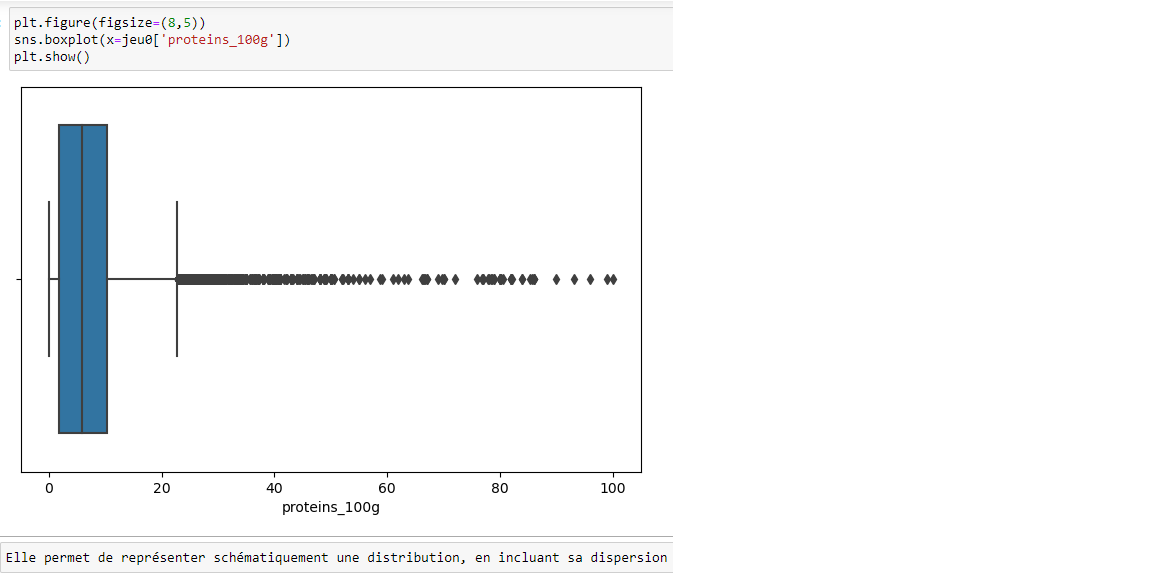 plt.figure(figsize=(8,5))
sns.boxplot(x=jeu0['proteins_100g'])
plt.show()
0 20 40 60 80 100
proteins_100g
Elle permet de représenter schématiquement une distribution, en incluant sa dispersion